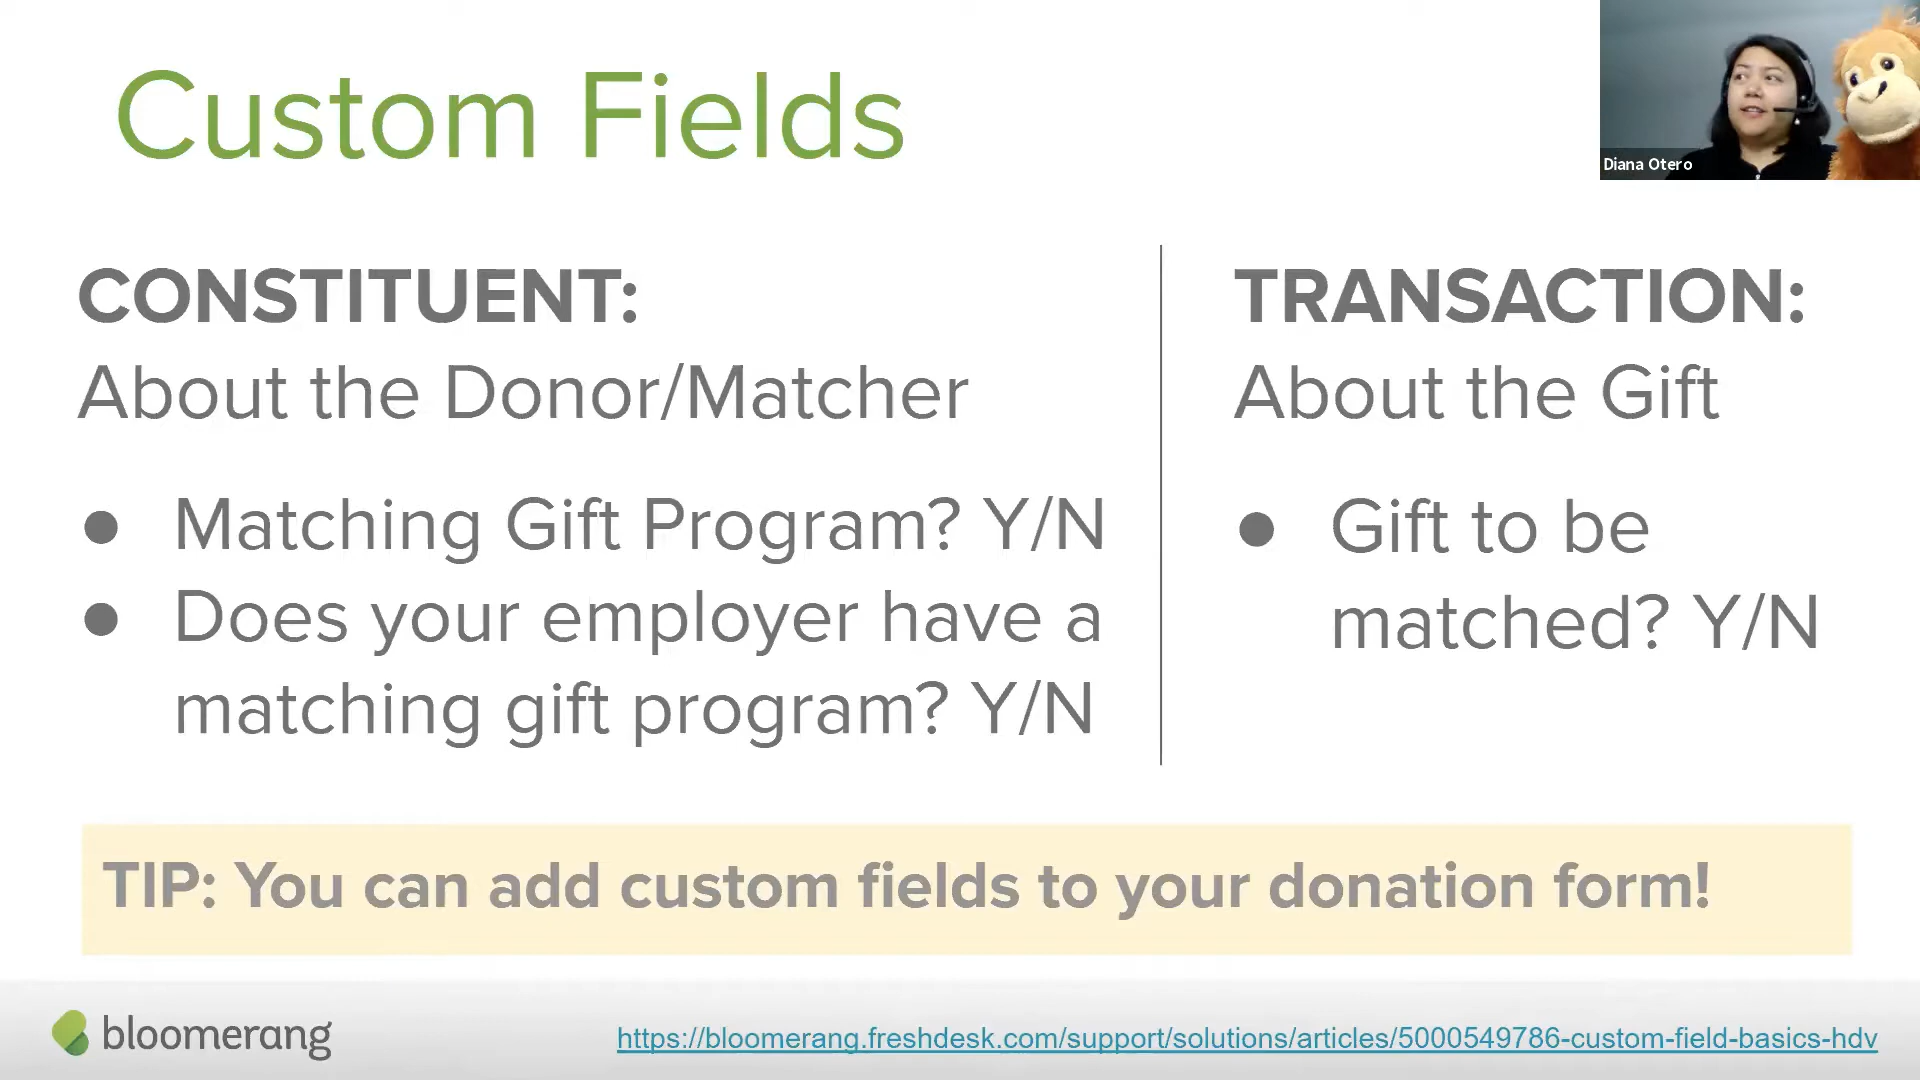 Custom Fields
Diana Otero
CONSTITUENT:
About the Donor/Matcher
● Matching Gift Program? Y/N
● Does your employer have a
matching gift program? Y/N
TRANSACTION:
About the Gift
● Gift to be
matched? Y/N
TIP: You can add custom fields to your donation form!
bloomerang
https://bloomerang.freshdesk.com/support/solutions/articles/5000549786-custom-field-basics-hdv